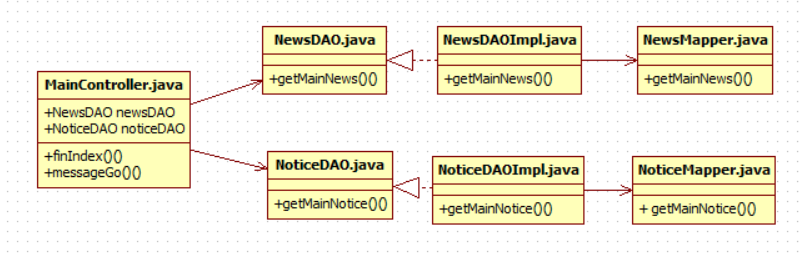 MainController.java
+NewsDAO newsDAO
+NoticeDAO noticeDAO
+finIndex()()
+messageGo()()
NewsDAO.java
+getMainNews()()
NewsDAOImpl.java
+getMainNews()()
NewsMapper.java
+getMainNews()()
NoticeDAO.java
+getMainNotice()()
NoticeDAOImpl.java
+getMainNotice()()
NoticeMapper.java
+ getMainNotice()()